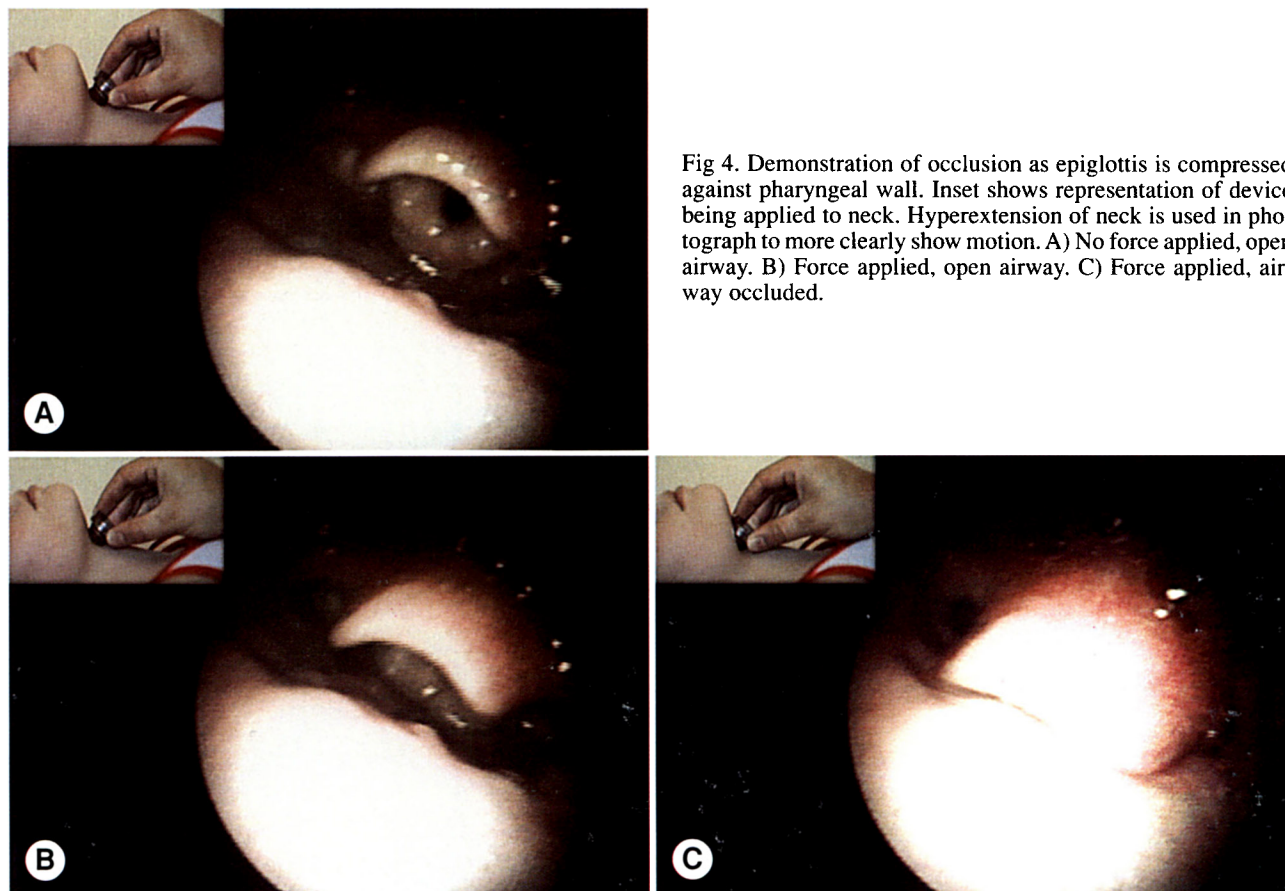 Fig 4. Demonstration of occlusion as epiglottis is compressed
against pharyngeal wall. Inset shows representation of device
being applied to neck. Hyperextension of neck is used in pho
tograph to more clearly show motion. A) No force applied, open
airway. B) Force applied, open airway. C) Force applied, air
way occluded.
A
B
C